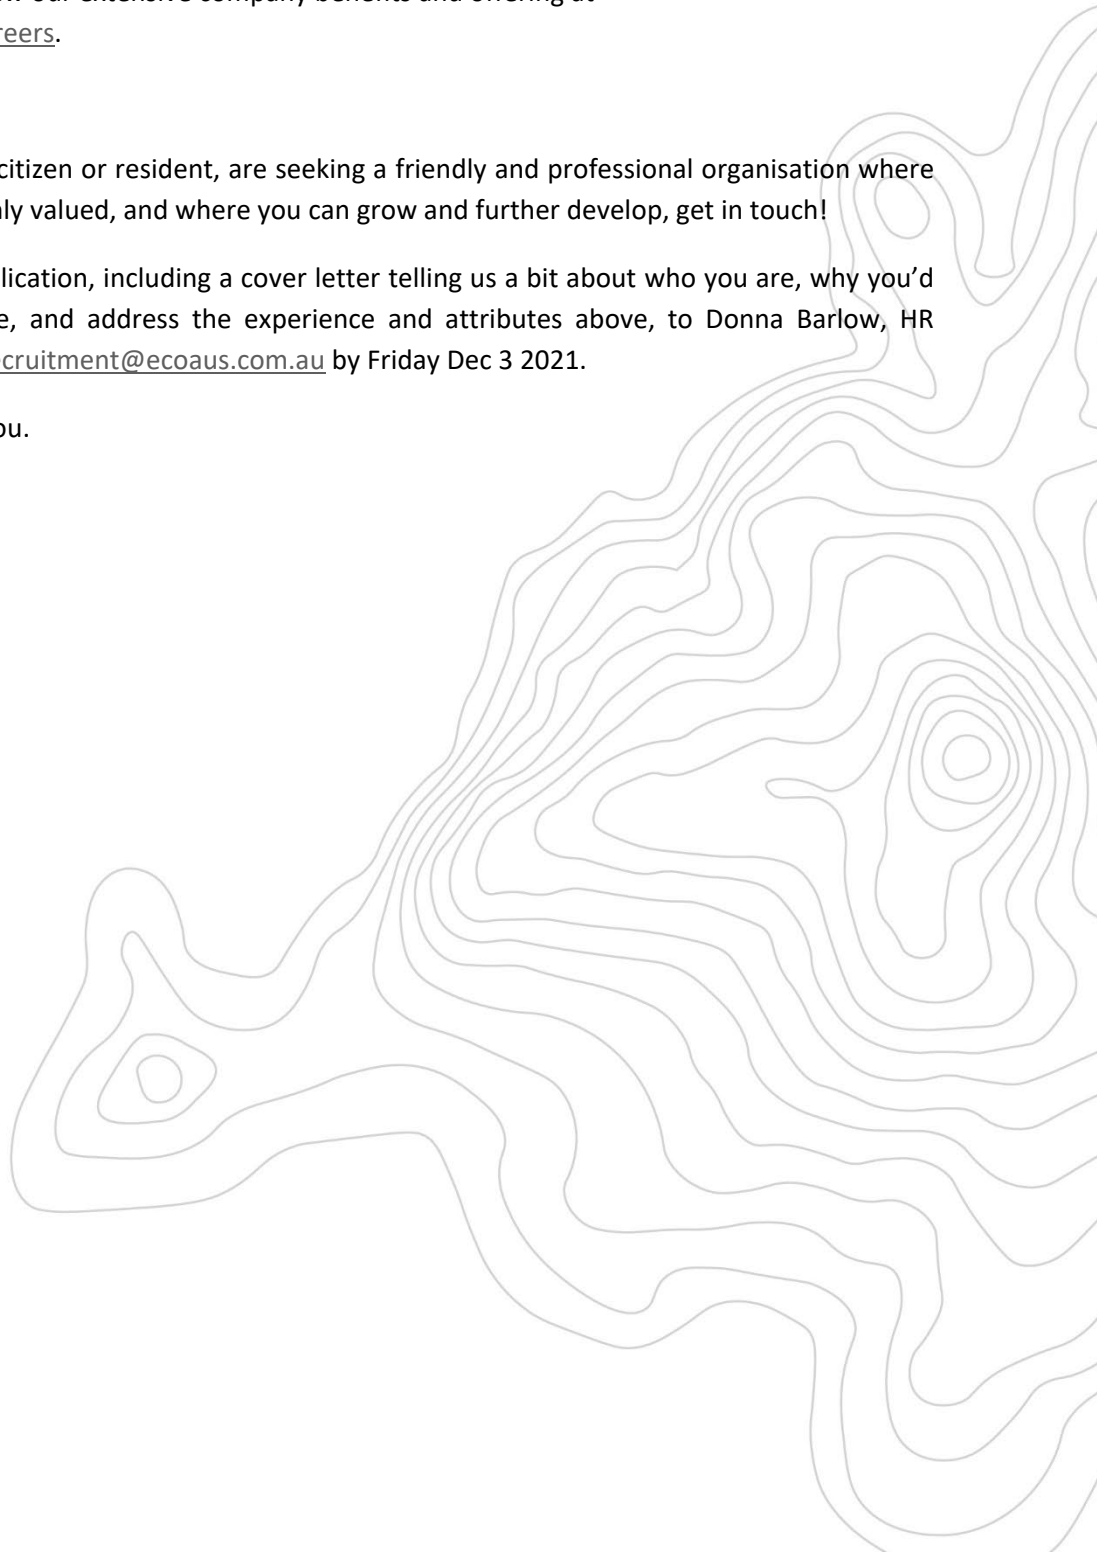 our extensive company benefits and offering at
reers.
citizen or resident, are seeking a friendly and professional organisation where
ly valued, and where you can grow and further develop, get in touch!
lication, including a cover letter telling us a bit about who you are, why you’d
e, and address the experience and attributes above, to Donna Barlow, HR
cruitment@ecoaus.com.au by Friday Dec 3 2021.
ou.